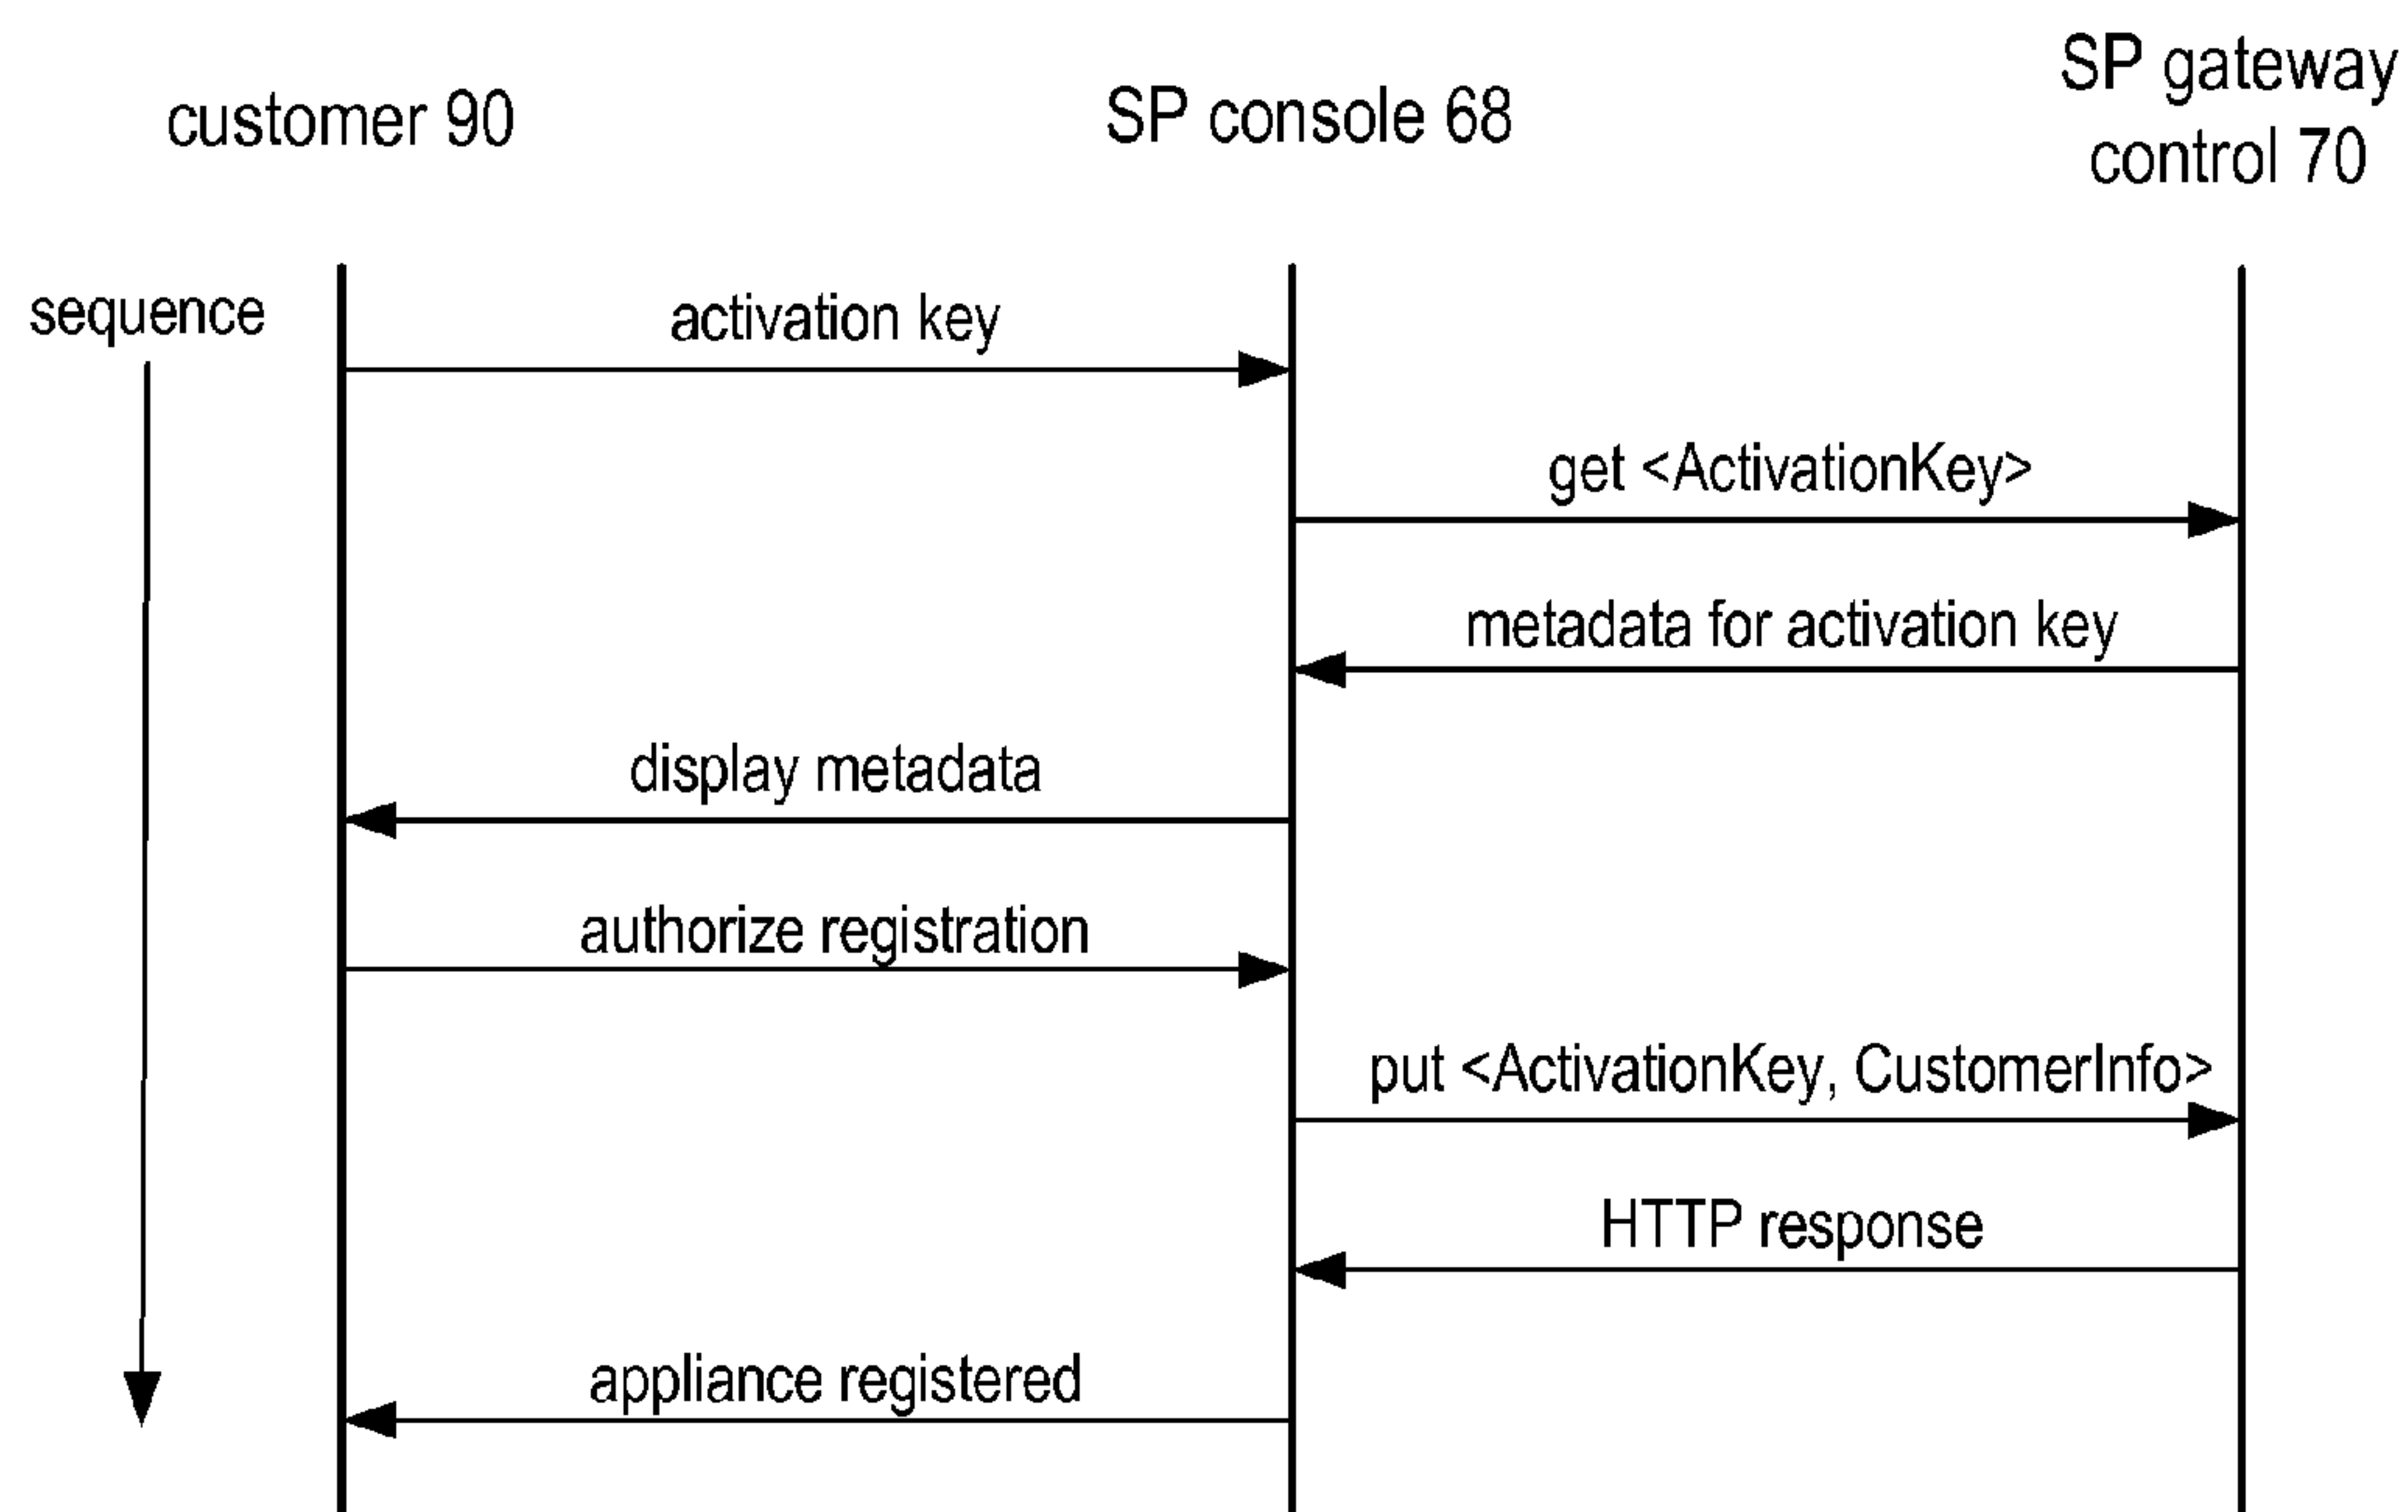 customer 90
SP console 68
SP gateway
control 70
sequence
activation key
get <ActivationKey>
metadata for activation key
display metadata
authorize registration
put <ActivationKey, CustomerInfo>
HTTP response
appliance registered